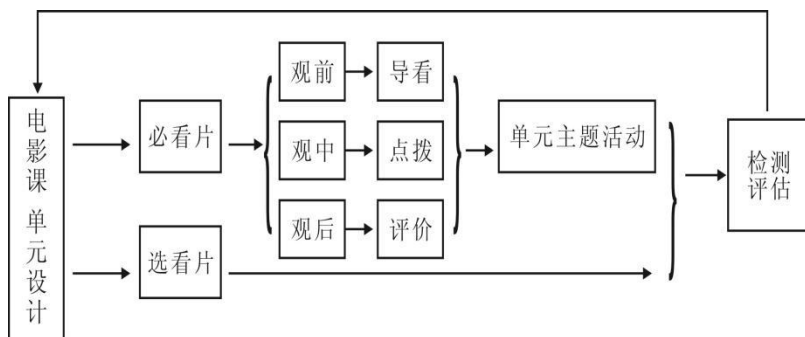 电影课 单元设计
必看片
选看片
观前
导看
观中
点拨
观后
评价
单元主题活动
检测
评估